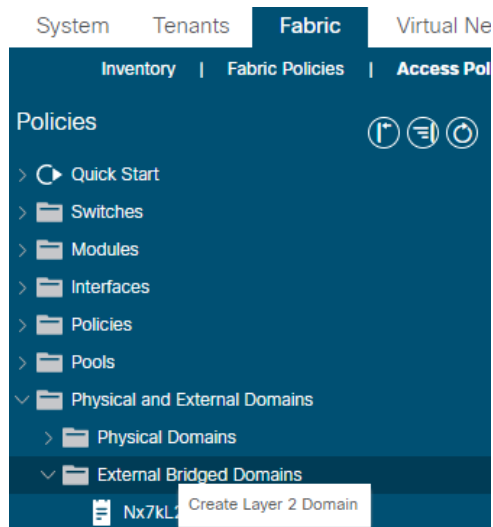 System Tenants Fabric Virtual Ne
Inventory | Fabric Policies | Access Pol
Policies
Quick Start
Switches
Modules
Interfaces
Policies
Pools
Physical and External Domains
Physical Domains
External Bridged Domains
Nx7kL2
Create Layer 2 Domain